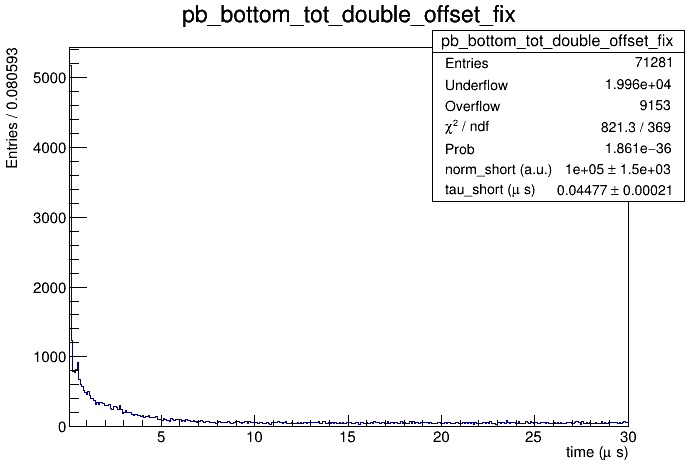 pb_bottom_tot_double_offset_fix
pb_bottom_tot_double_offset_fix
Entries 71281
Underflow 1.996e+04
Overflow 9153
χ² / ndf 821.3 / 369
Prob 1.861e−36
norm_short (a.u.) 1e+05 ± 1.5e+03
tau_short (μ s) 0.04477 ± 0.00021
Entries / 0.080593
5000
4000
3000
2000
1000
0
5 10 15 20 25 30
time (μ s)